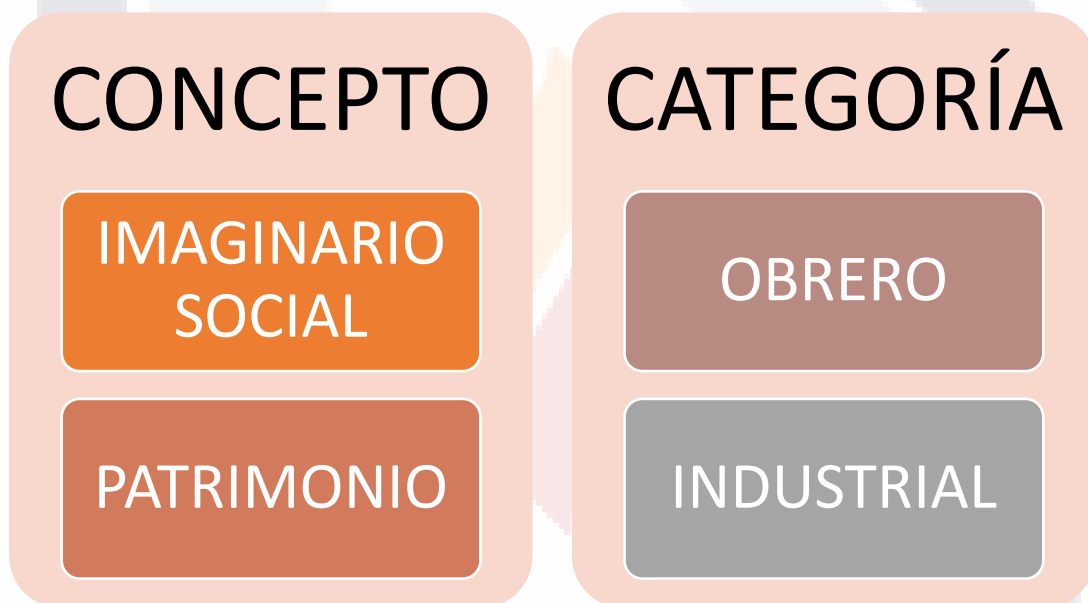 CONCEPTO
IMAGINARIO
SOCIAL
PATRIMONIO
CATEGORÍA
OBRERO
INDUSTRIAL